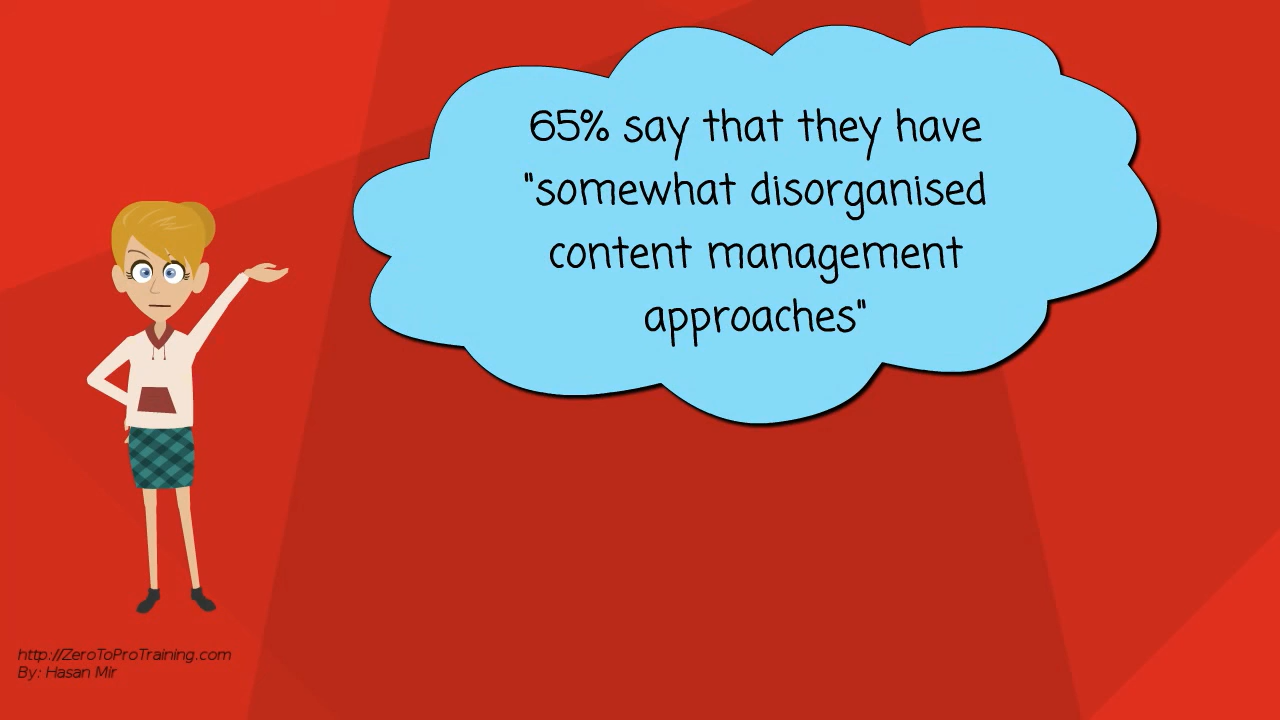 65% say that they have
"somewhat disorganised
content management
approaches"
http://ZeroToProTraining.com
By: Hasan Mir